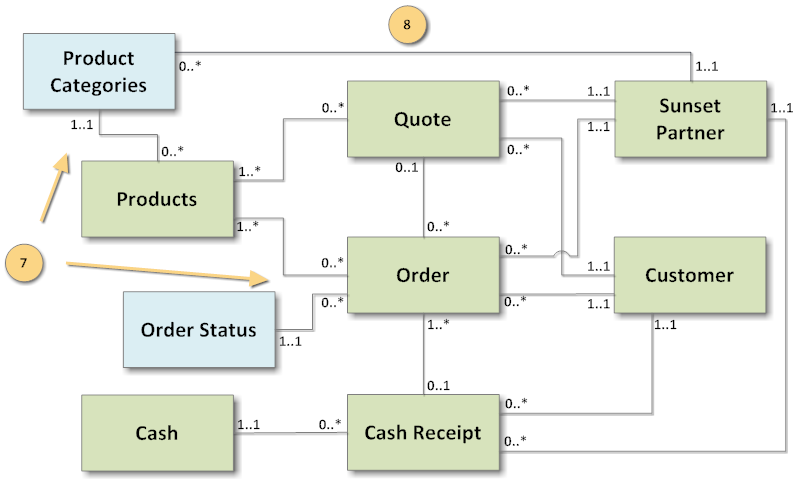 8
Product
Categories
0..*
1..1
1..1
0..*
Products
1..*
1..*
0..*
Quote
0..*
0..*
0..1
1..1
1..1
1..1
Sunset
Partner
7
0..*
0..*
0..*
Order
0..*
0..*
1..*
1..1
1..1
Customer
1..1
Order Status
1..1
0..1
Cash
1..1
0..*
Cash Receipt
0..*
0..*